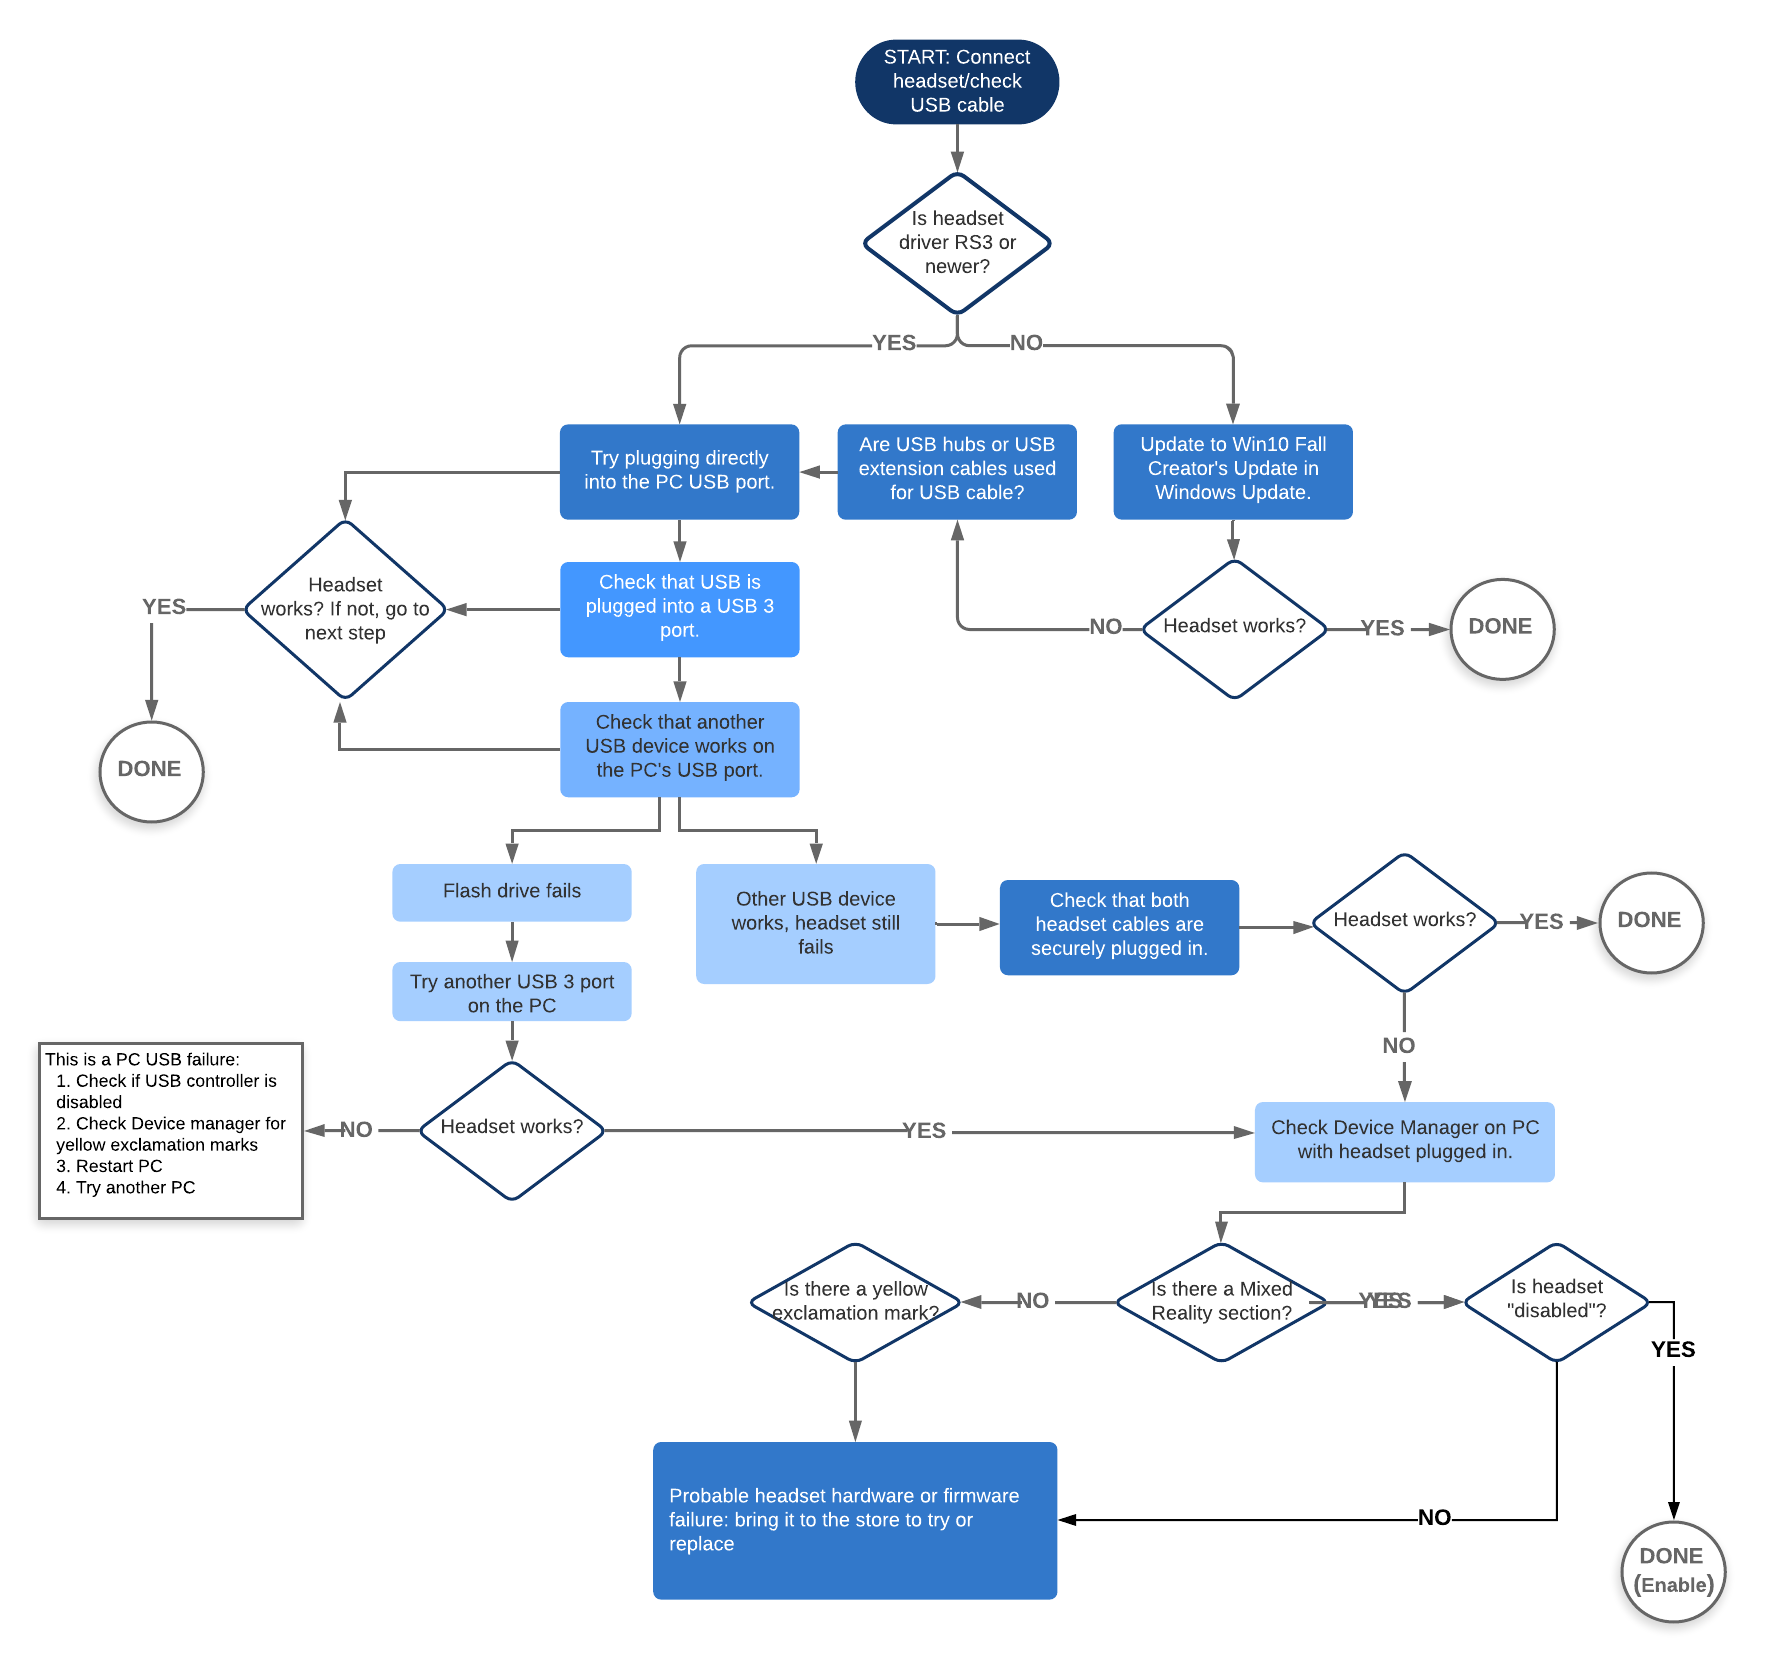 START: Connect
headset/check
USB cable
Is headset
driver RS3 or
newer?
YES
NO
Try plugging directly
into the PC USB port.
Are USB hubs or USB
extension cables used
for USB cable?
Update to Win10 Fall
Creator's Update in
Windows Update.
Headset
works? If not, go to
next step
YES
DONE
Check that USB is
plugged into a USB 3
port.
NO
Headset works?
YES
DONE
Check that another
USB device works on
the PC's USB port.
Flash drive fails
Other USB device
works, headset still
fails
Check that both
headset cables are
securely plugged in.
Headset works?
YES
DONE
Try another USB 3 port
on the PC
NO
This is a PC USB failure:
1. Check if USB controller is
disabled
2. Check Device manager for
yellow exclamation marks
3. Restart PC
4. Try another PC
NO
Headset works?
YES
Check Device Manager on PC
with headset plugged in.
Is there a yellow
exclamation mark?
NO
Is there a Mixed
Reality section?
YES
YES
Is headset
"disabled"?
YES
Probable headset hardware or firmware
failure: bring it to the store to try or
replace
NO
DONE
(Enable)